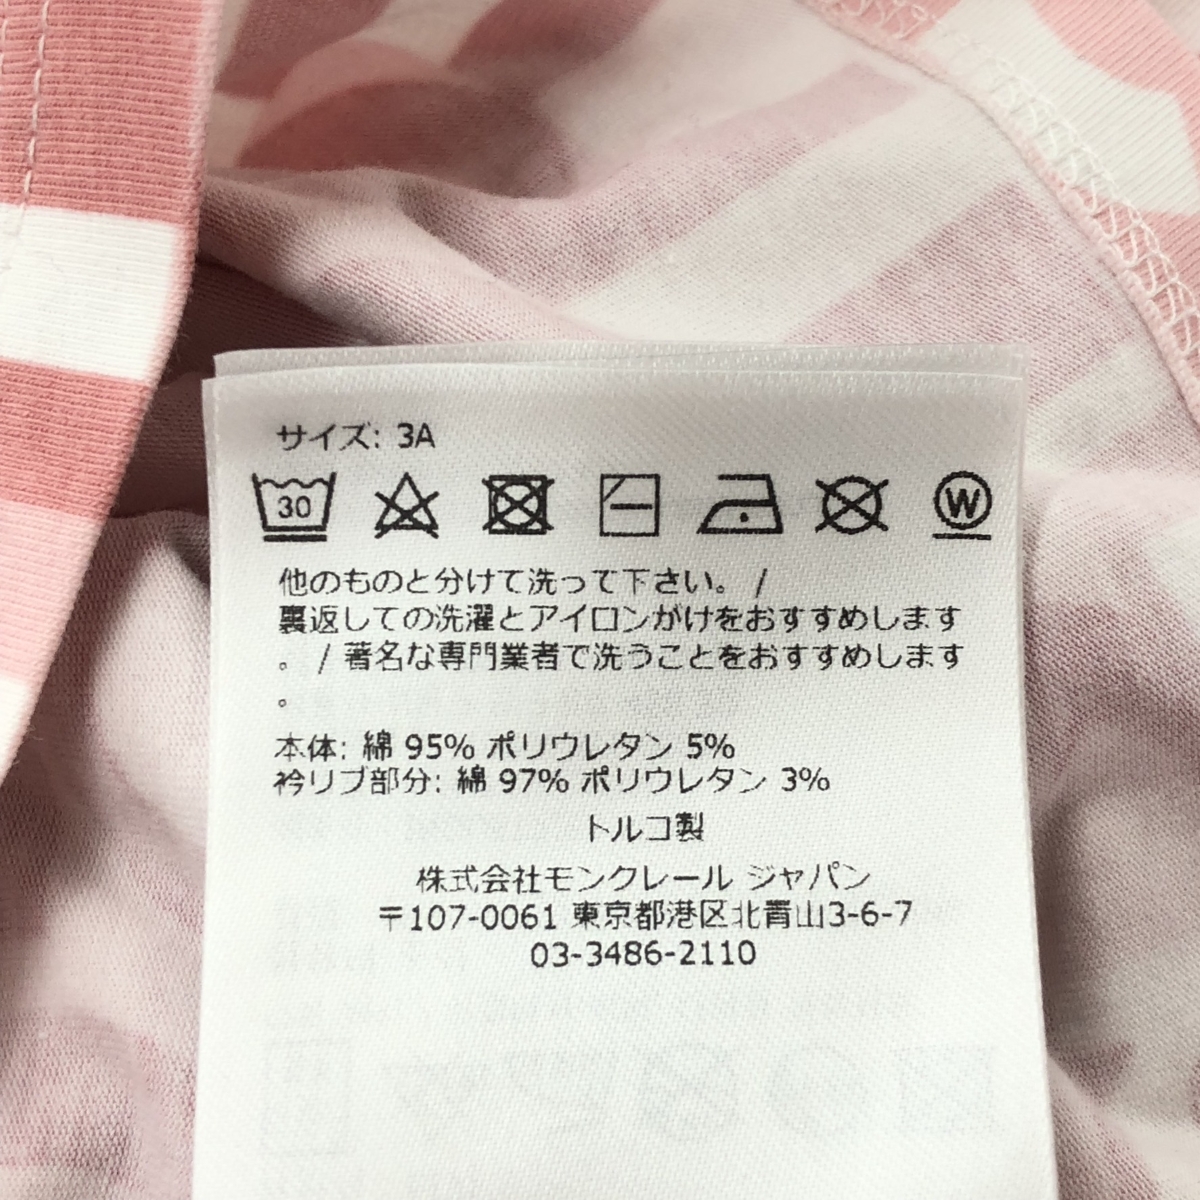 サイズ: 3A
30 W
他のものと分けて洗って下さい。 /
裏返しての洗濯とアイロンがけをおすすめします
。 / 著名な専門業者で洗うことをおすすめします
。
本体: 綿 95% ポリウレタン 5%
衿リブ部分: 綿 97% ポリウレタン 3%
トルコ製
株式会社モンクレール ジャパン
〒107-0061 東京都港区北青山3-6-7
03-3486-2110